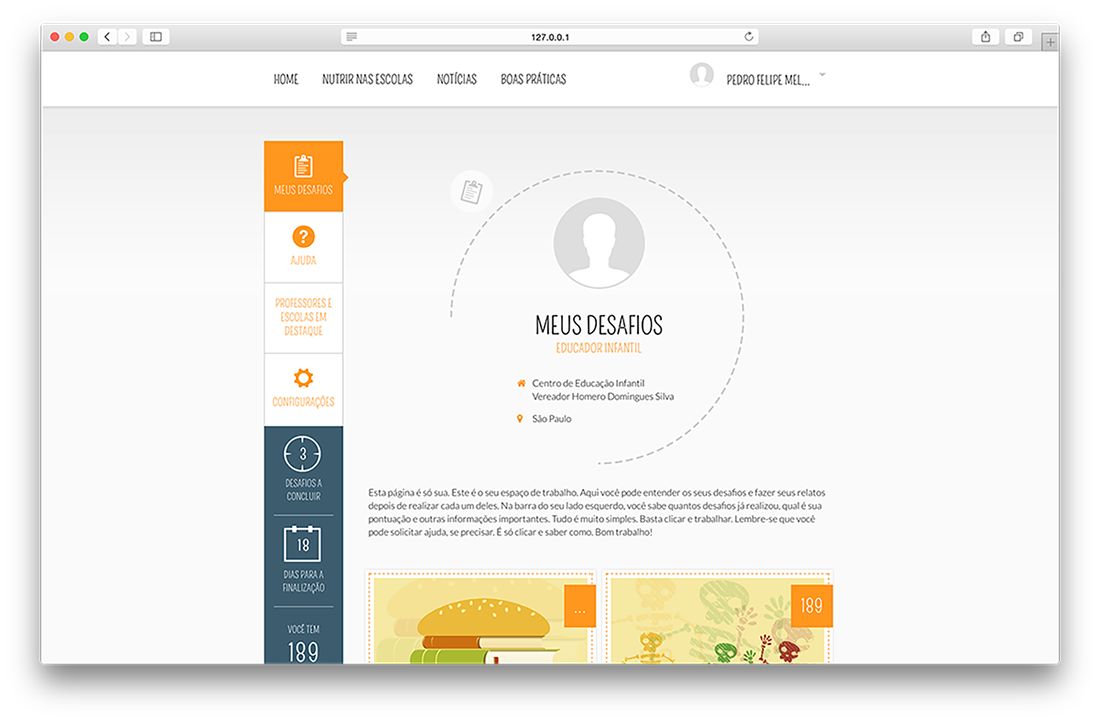 127.0.0.1
HOME NUTRIR NAS ESCOLAS NOTÍCIAS BOAS PRÁTICAS PEDRO FELIPE MEL...
MEUS DESAFIOS
?
AJUDA
PROFESSORES E
ESCOLAS EM
DESTAQUE
CONFIGURAÇÕES
3
DESAFIOS A
CONCLUIR
18
DIAS PARA A
FINALIZAÇÃO
VOCÊ TEM
189
MEUS DESAFIOS
EDUCADOR INFANTIL
Centro de Educação Infantil
Vereador Homero Domingues Silva
São Paulo
Esta página é só sua. Este é o seu espaço de trabalho. Aqui você pode entender os seus desafios e fazer seus relatos
depois de realizar cada um deles. Na barra do seu lado esquerdo, você sabe quantos desafios já realizou, qual é sua
pontuação e outras informações importantes. Tudo é muito simples. Basta clicar e trabalhar. Lembre-se que você
pode solicitar ajuda, se precisar. É só clicar e saber como. Bom trabalho!
...
189